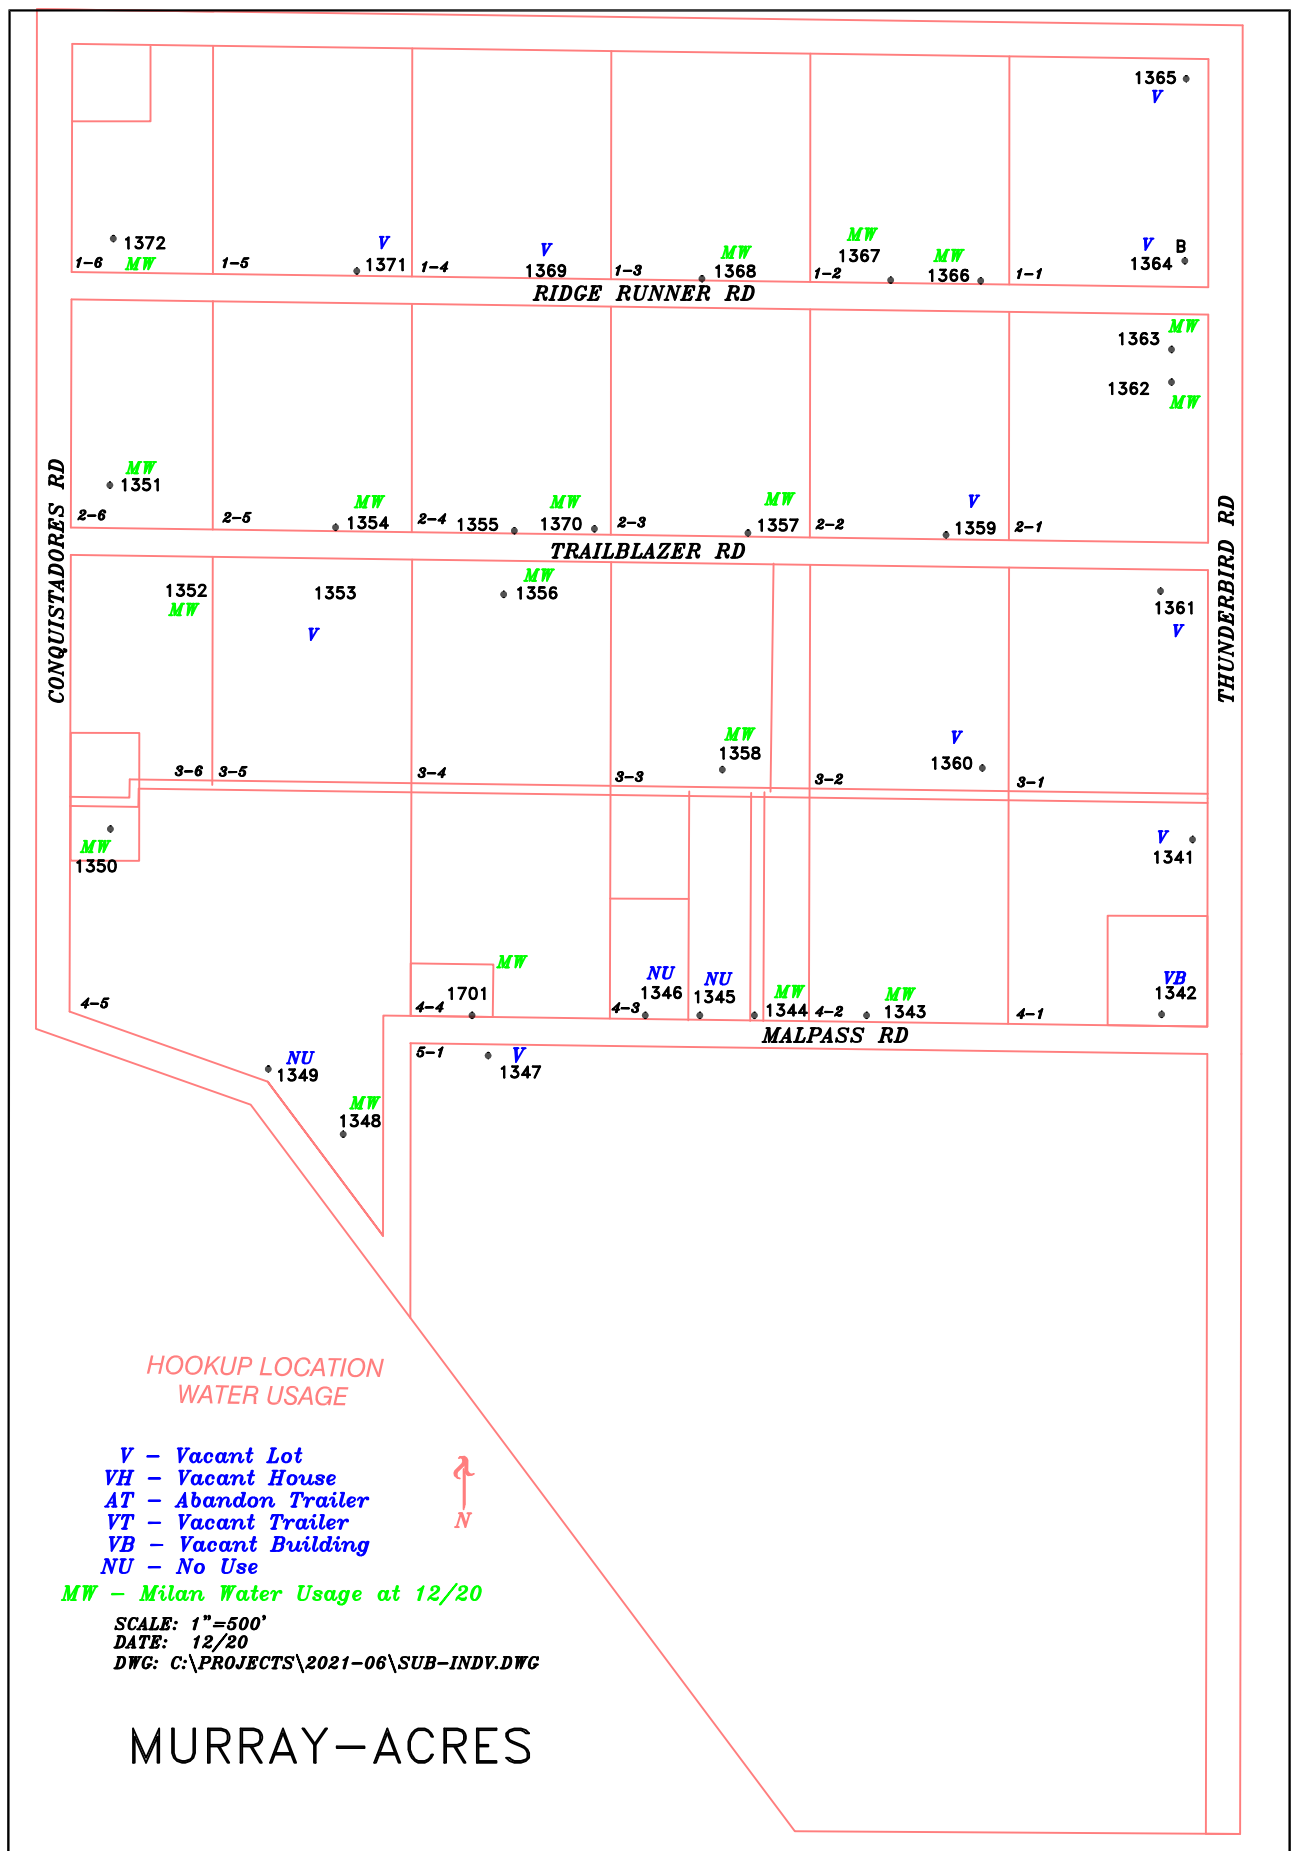 1365
V
1372
MW
1-6
1-5
V
1371
1-4
V
1369
1-3
MW
1368
MW
1367
1-2
MW
1366
1-1
V B
1364
RIDGE RUNNER RD
MW
1363
1362
MW
MW
1351
2-6
2-5
MW
1354
2-4
1355
MW
1370
2-3
MW
1357
2-2
V
1359
2-1
TRAILBLAZER RD
CONQUISTADORES RD
THUNDERBIRD RD
1352
MW
1353
V
MW
1356
1361
V
MW
1358
V
1360
3-6
3-5
3-4
3-3
3-2
3-1
MW
1350
V
1341
4-5
MW
1701
4-4
NU
1346
4-3
NU
1345
MW
1344
4-2
MW
1343
4-1
VB
1342
MALPASS RD
5-1
V
1347
NU
1349
MW
1348
HOOKUP LOCATION
WATER USAGE
V - Vacant Lot
VH - Vacant House
AT - Abandon Trailer
VT - Vacant Trailer
VB - Vacant Building
NU - No Use
N
MW - Milan Water Usage at 12/20
SCALE: 1"=500'
DATE: 12/20
DWG: C:\PROJECTS\2021-06\SUB-INDV.DWG
MURRAY-ACRES